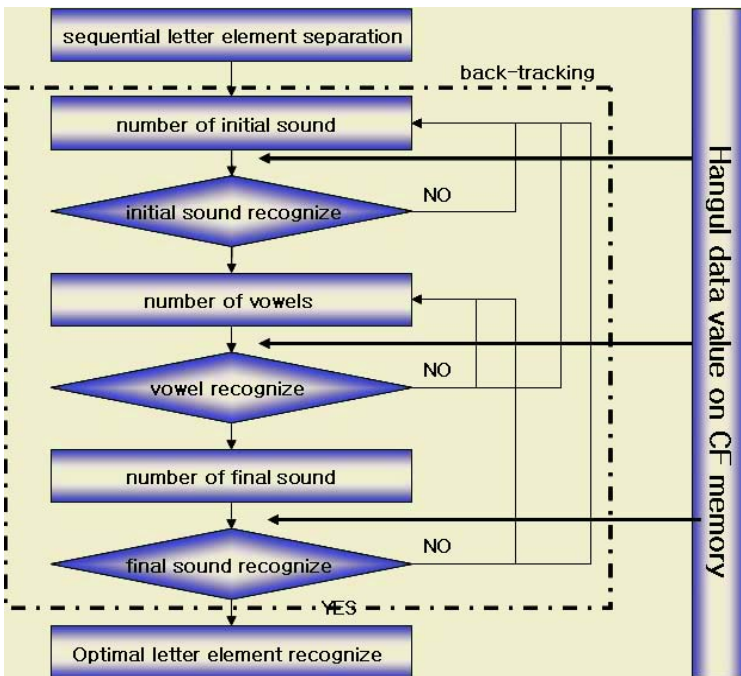 sequential letter element separation
back-tracking
number of initial sound
initial sound recognize
NO
number of vowels
vowel recognize
NO
number of final sound
final sound recognize
NO
YES
Optimal letter element recognize
Hangul data value on CF memory